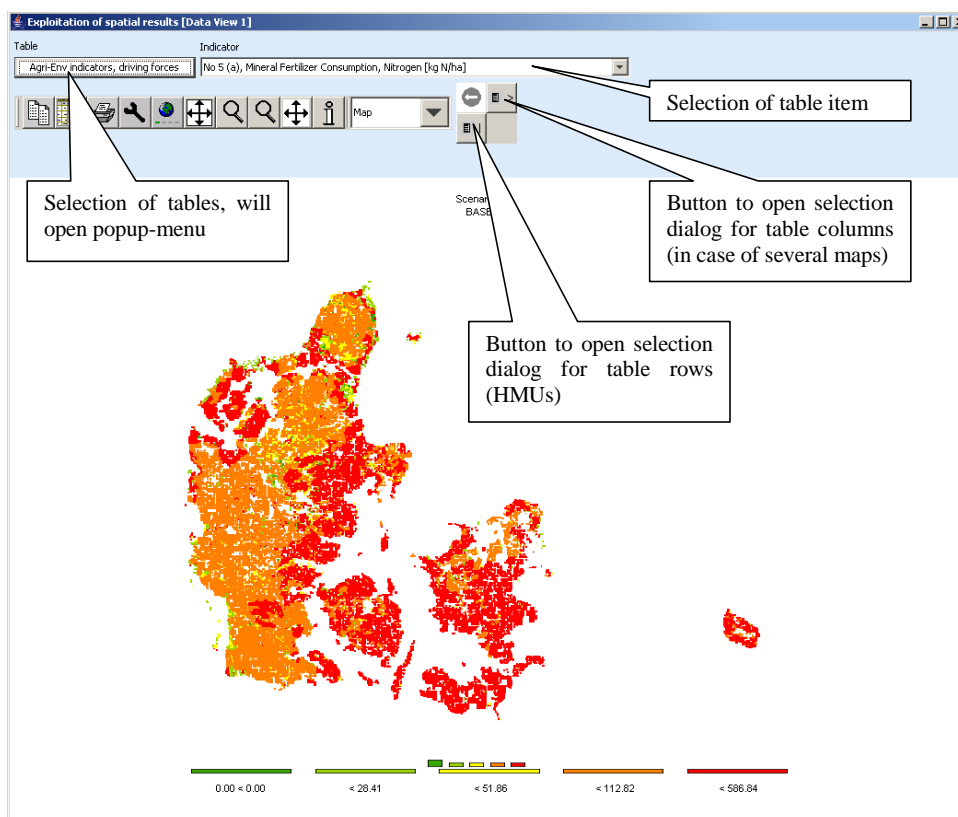 Exploitation of spatial results [Data View 1]
Table
Indicator
Agri-Env indicators, driving forces
No 5 (a), Mineral Fertilizer Consumption, Nitrogen [kg N/ha]
Map
Selection of table item
Selection of tables, will
open popup-menu
Button to open selection
dialog for table columns
(in case of several maps)
Button to open selection
dialog for table rows
(HMUs)
0.00 < 0.00
< 28.41
< 51.86
< 112.82
< 586.84